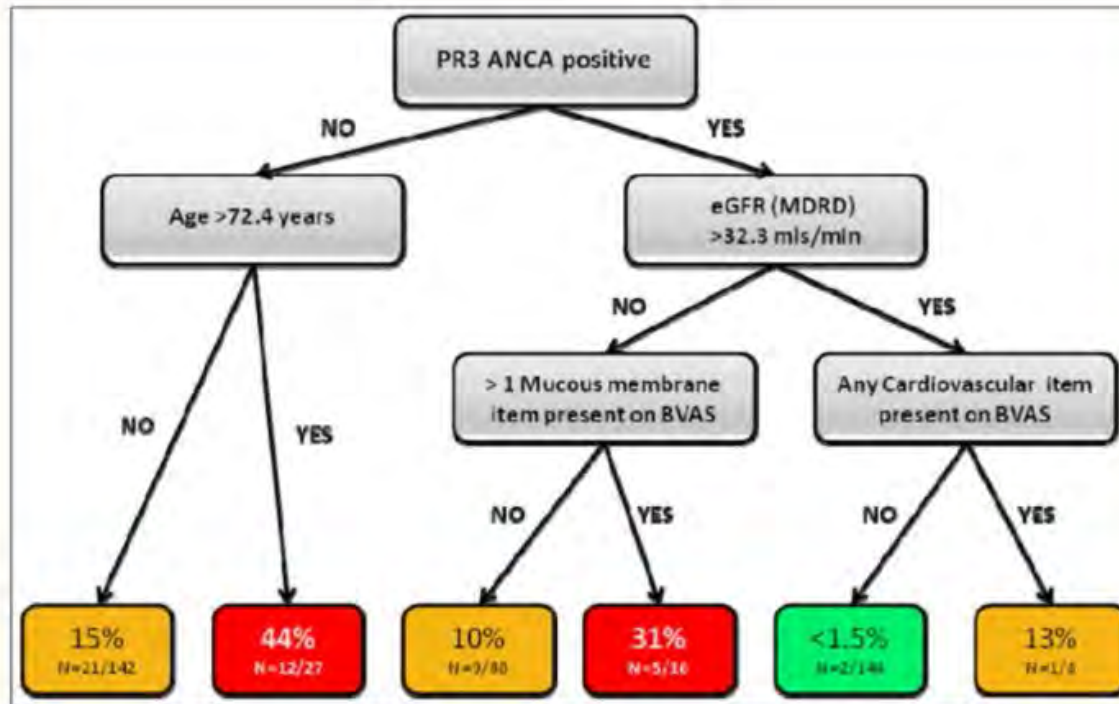 PR3 ANCA positive
NO
YES
Age >72.4 years
eGFR (MDRD)
>32.3 mls/min
NO
YES
> 1 Mucous membrane
item present on BVAS
Any Cardiovascular item
present on BVAS
NO
YES
NO
YES
NO
YES
15%
N=21/142
44%
N=12/27
10%
31%
N=5/16
<1.5%
13%